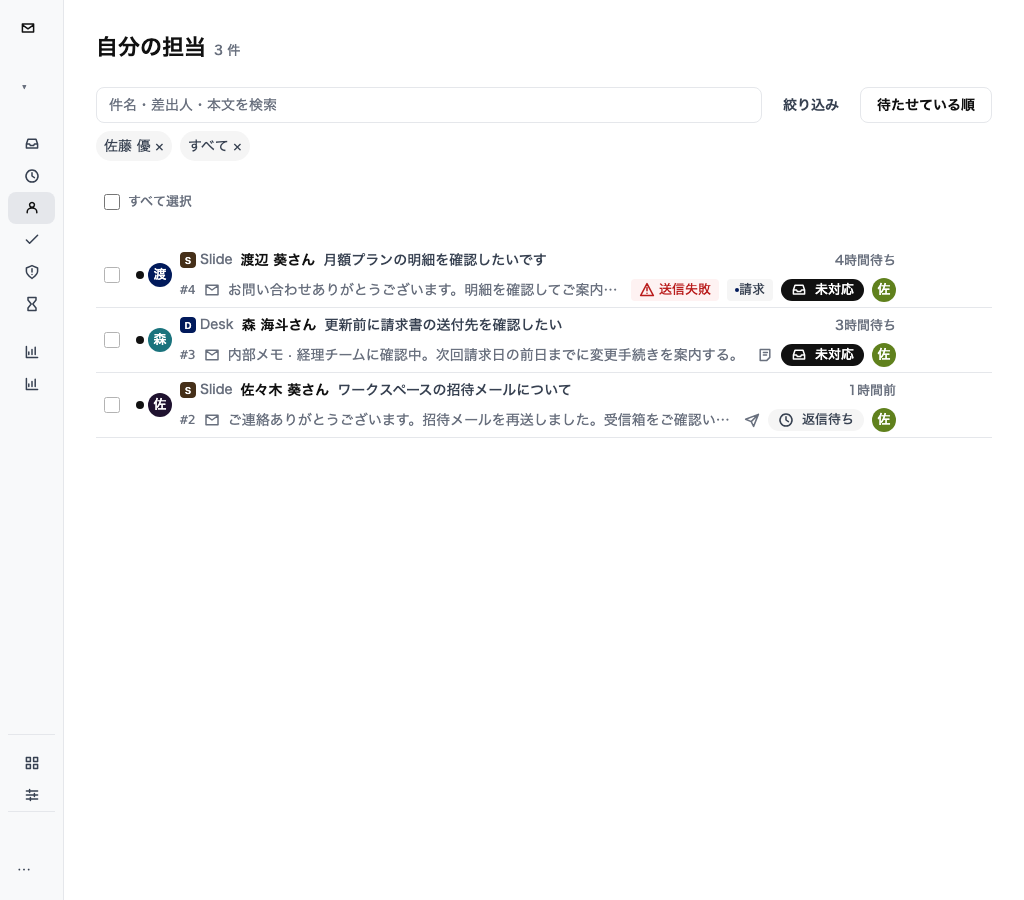 自分の担当 3 件
件名・差出人・本文を検索 絞り込み 待たせている順
佐藤 優 × すべて ×
すべて選択
渡 S Slide 渡辺 葵さん 月額プランの明細を確認したいです 4時間待ち
#4 お問い合わせありがとうございます。明細を確認してご案内… 送信失敗 •請求 未対応 佐
森 D Desk 森 海斗さん 更新前に請求書の送付先を確認したい 3時間待ち
#3 内部メモ · 経理チームに確認中。次回請求日の前日までに変更手続きを案内する。 未対応 佐
佐 S Slide 佐々木 葵さん ワークスペースの招待メールについて 1時間前
#2 ご連絡ありがとうございます。招待メールを再送しました。受信箱をご確認い… 返信待ち 佐
…